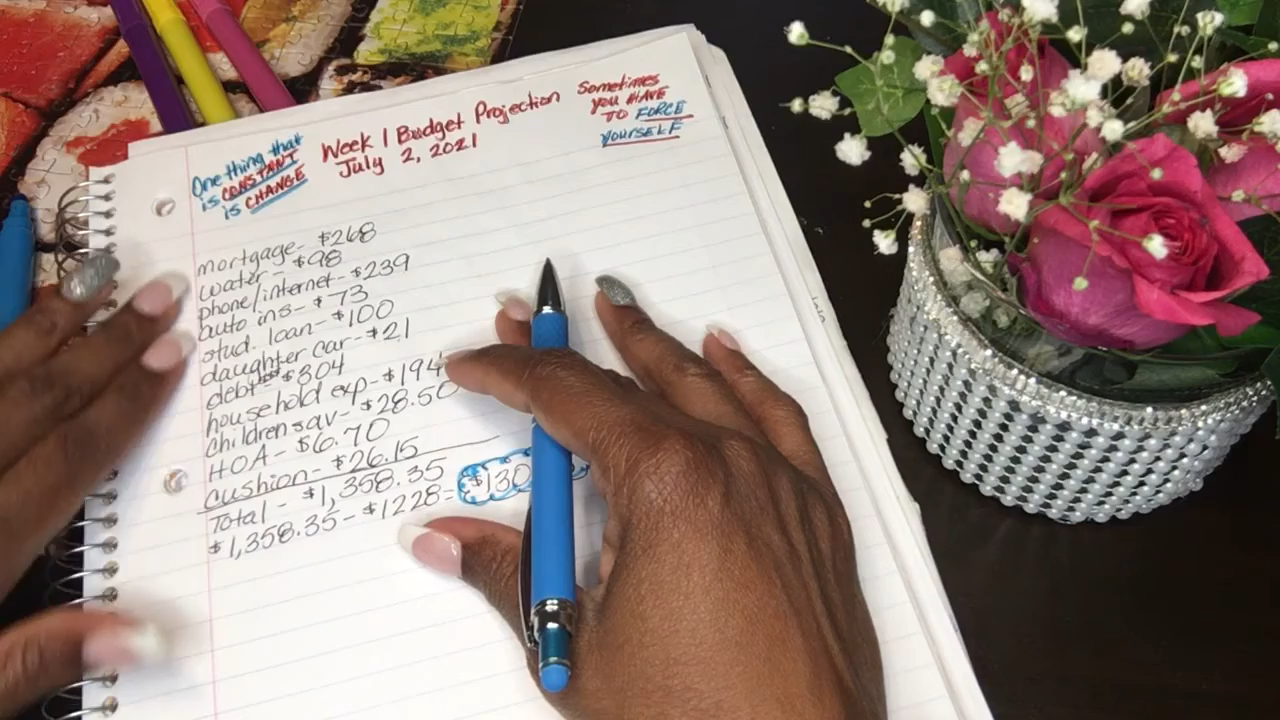 One thing that
is CONSTANT
is CHANGE
Week 1 Budget Projection
July 2, 2021
Sometimes
YOU HAVE
TO FORCE
YOURSELF
mortgage- $268
water- $98
phone/internet- $239
auto ins- $73
stud. loan- $100
daughter car- $21
debt- $304
household exp- $194
children sav- $28.50
HOA- $6.70
cushion- $26.15
Total - $1,358.35
$1,358.35 - $1228= $130